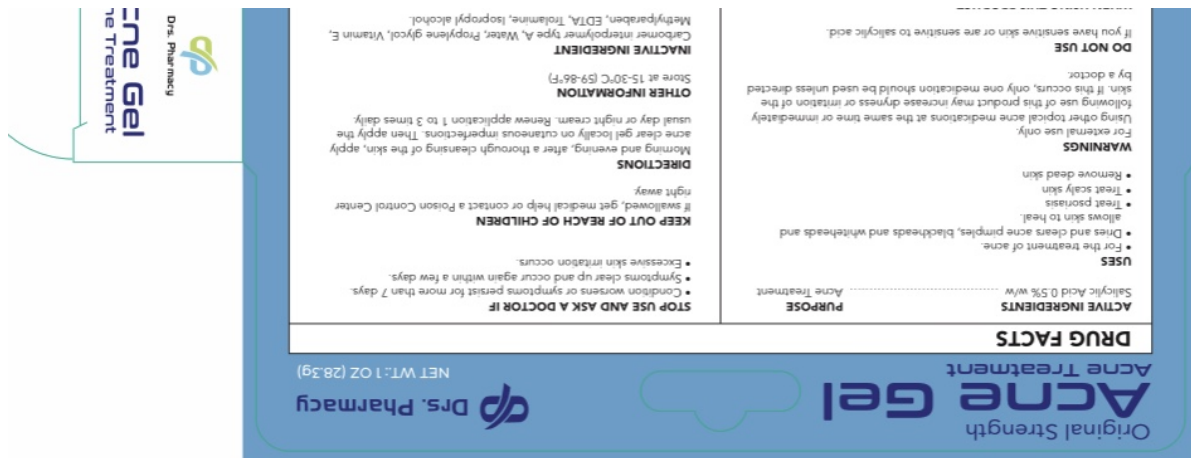 Original Strength
Acne Gel
Acne Treatment
Drs. Pharmacy
NET WT.: 1 OZ (28.3g)
DRUG FACTS
ACTIVE INGREDIENTS PURPOSE
Salicylic Acid 0.5% w/w ........................................ Acne Treatment
USES
• For the treatment of acne.
• Dries and clears acne pimples, blackheads and whiteheads and
allows skin to heal.
• Treat psoriasis
• Treat scaly skin
• Remove dead skin
WARNINGS
For external use only.
Using other topical acne medications at the same time or immediately
following use of this product may increase dryness or irritation of the
skin. If this occurs, only one medication should be used unless directed
by a doctor.
DO NOT USE
If you have sensitive skin or are sensitive to salicylic acid.
STOP USE AND ASK A DOCTOR IF
• Condition worsens or symptoms persist for more than 7 days.
• Symptoms clear up and occur again within a few days.
• Excessive skin irritation occurs.
KEEP OUT OF REACH OF CHILDREN
If swallowed, get medical help or contact a Poison Control Center
right away.
DIRECTIONS
Morning and evening, after a thorough cleansing of the skin, apply
acne clear gel locally on cutaneous imperfections. Then apply the
usual day or night cream. Renew application 1 to 3 times daily.
OTHER INFORMATION
Store at 15-30°C (59-86°F)
INACTIVE INGREDIENT
Carbomer interpolymer type A, Water, Propylene glycol, Vitamin E,
Methylparaben, EDTA, Trolamine, Isopropyl alcohol.
Drs. Pharmacy
cne Gel
ne Treatment